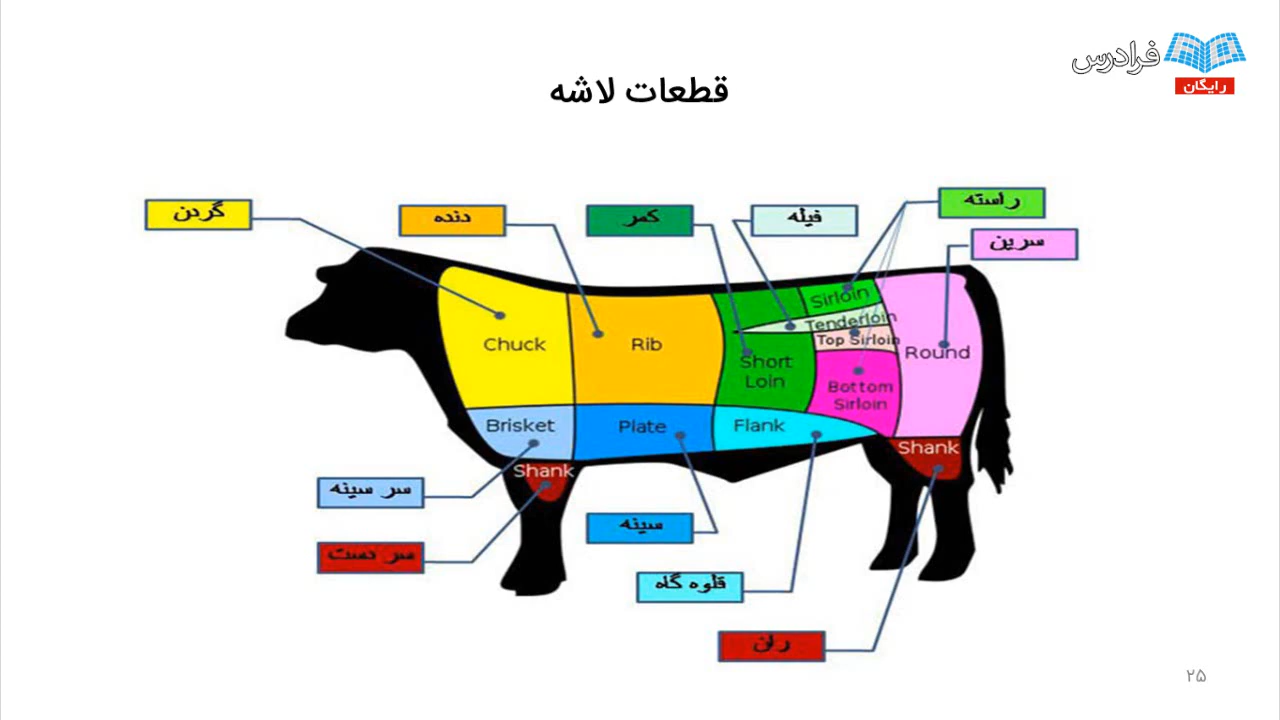 فرادرس
رایگان
قطعات لاشه
راسته
فیله
کمر
دنده
گردن
سرین
Sirloin
Tenderloin
Top Sirloin
Chuck
Rib
Short
Loin
Round
Bottom
Sirloin
Brisket
Plate
Flank
Shank
Shank
سر سینه
سینه
سر دست
قلوه گاه
ران
۲۵